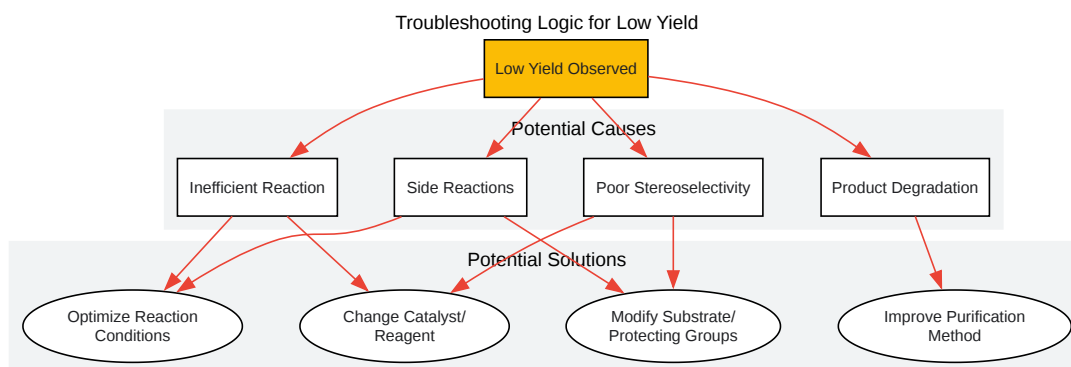 Troubleshooting Logic for Low Yield
Low Yield Observed
Potential Causes
Inefficient Reaction
Side Reactions
Poor Stereoselectivity
Product Degradation
Potential Solutions
Optimize Reaction
Conditions
Change Catalyst/
Reagent
Modify Substrate/
Protecting Groups
Improve Purification
Method